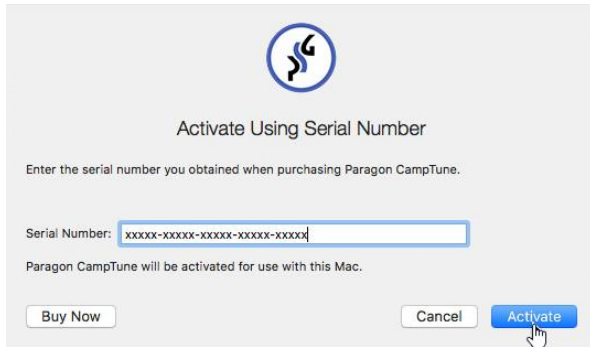 PSG
Activate Using Serial Number
Enter the serial number you obtained when purchasing Paragon CampTune.
Serial Number: xxxxx-xxxxx-xxxxx-xxxxx-xxxxx
Paragon CampTune will be activated for use with this Mac.
Buy Now Cancel Activate